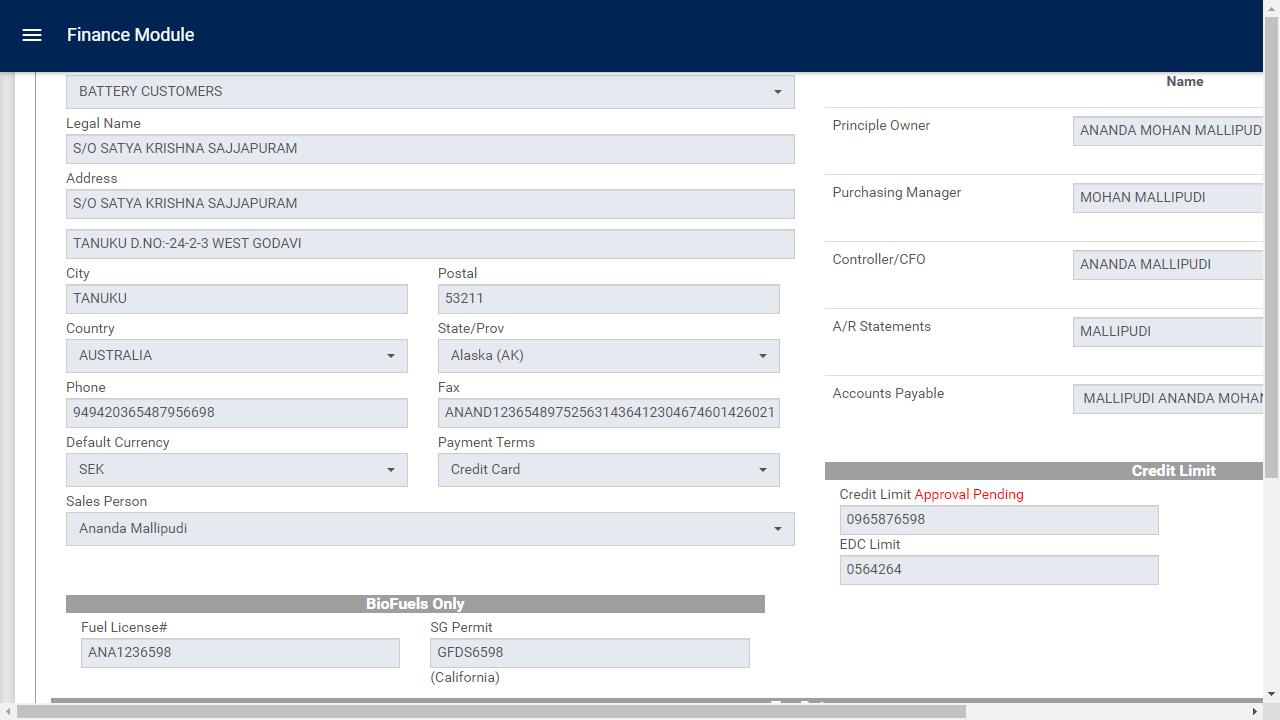 Finance Module
BATTERY CUSTOMERS
Legal Name
S/O SATYA KRISHNA SAJJAPURAM
Address
S/O SATYA KRISHNA SAJJAPURAM
TANUKU D.NO:-24-2-3 WEST GODAVI
City
Postal
TANUKU
53211
Country
State/Prov
AUSTRALIA
Alaska (AK)
Phone
Fax
949420365487956698
ANAND123654897525631436412304674601426021
Default Currency
Payment Terms
SEK
Credit Card
Sales Person
Ananda Mallipudi
BioFuels Only
Fuel License#
SG Permit
ANA1236598
GFDS6598
(California)
Name
Principle Owner
ANANDA MOHAN MALLIPUD
Purchasing Manager
MOHAN MALLIPUDI
Controller/CFO
ANANDA MALLIPUDI
A/R Statements
MALLIPUDI
Accounts Payable
MALLIPUDI ANANDA MOHAN
Credit Limit
Credit Limit Approval Pending
0965876598
EDC Limit
0564264